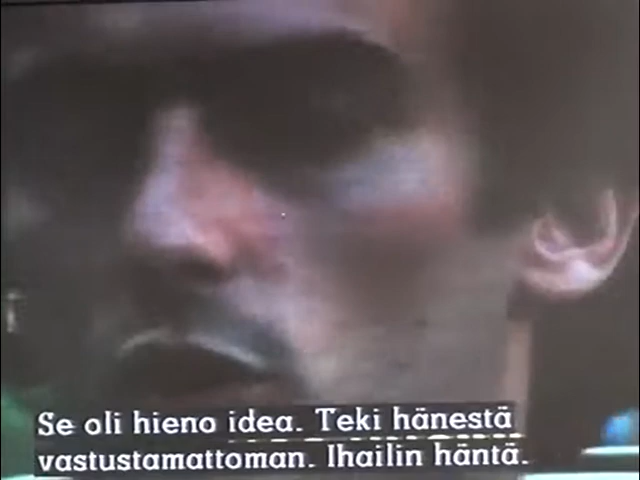 Se oli hieno idea. Teki hänestä
vastustamattoman. Ihailin häntä.